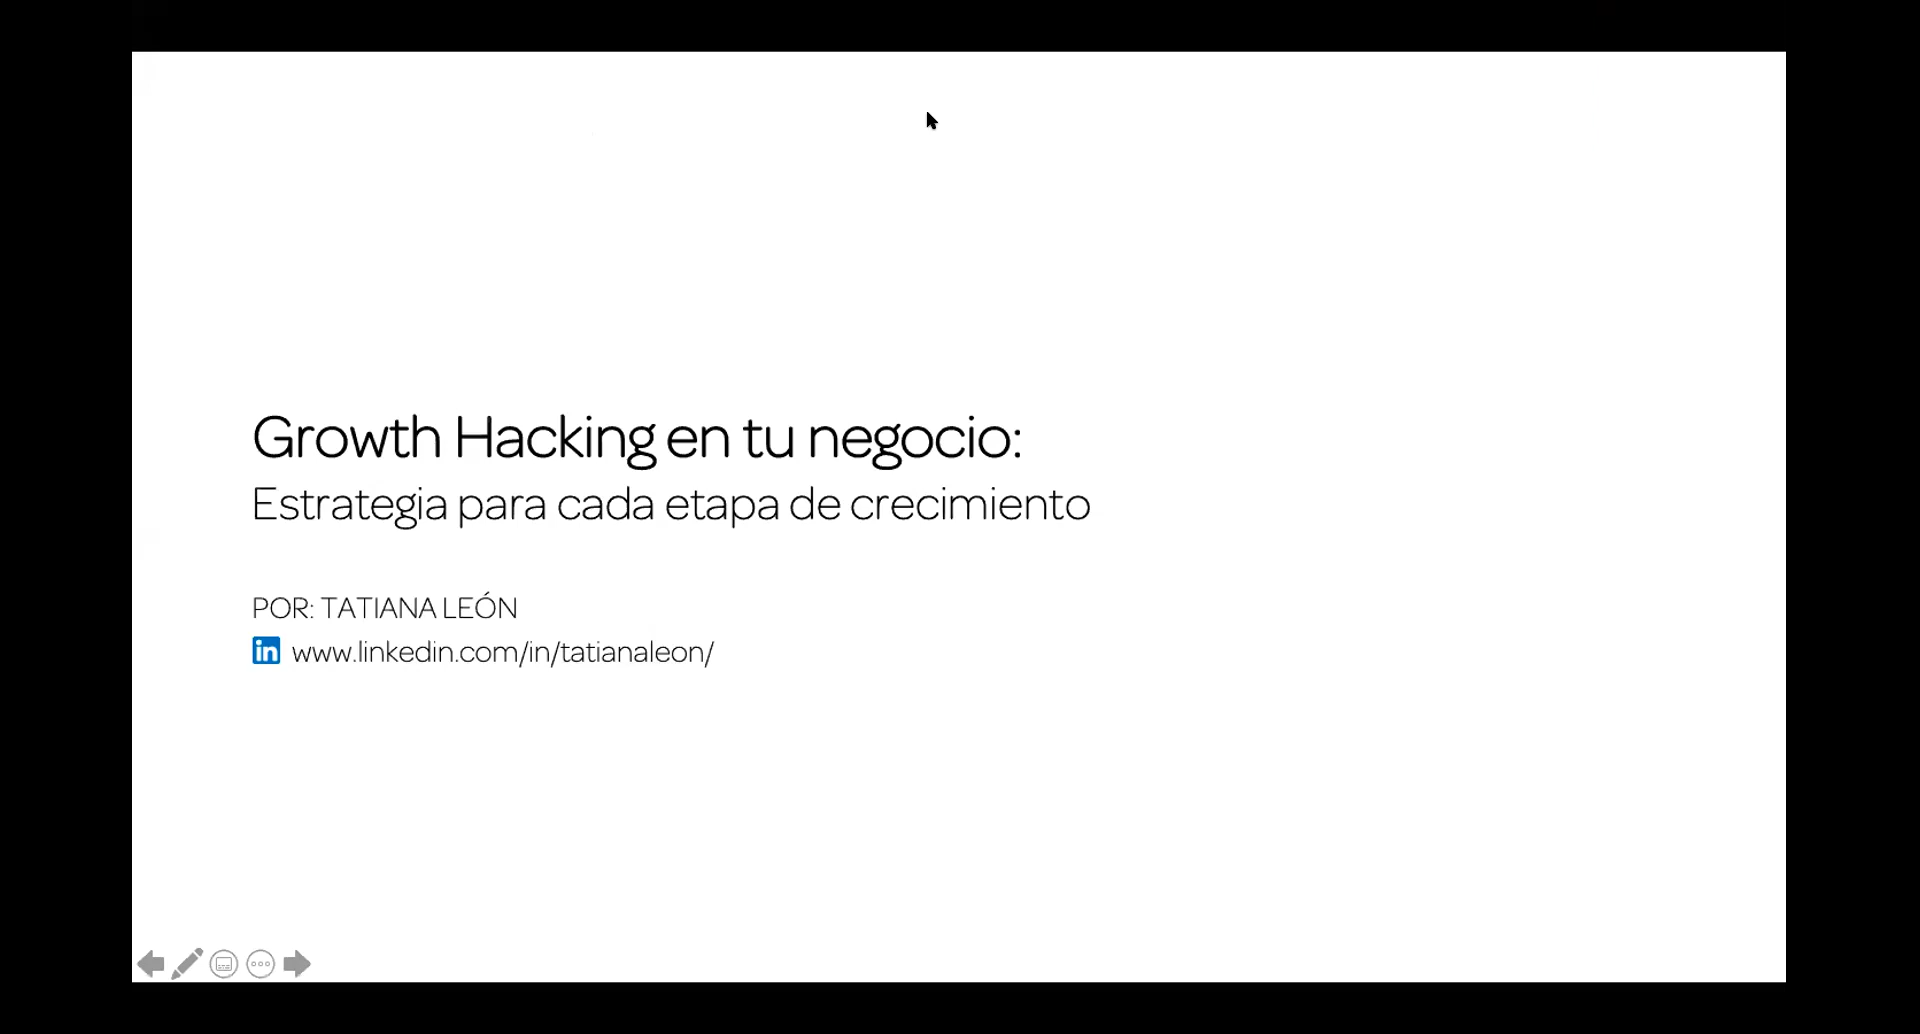 Growth Hacking en tu negocio:
Estrategia para cada etapa de crecimiento
POR: TATIANA LEÓN
in www.linkedin.com/in/tatianaleon/